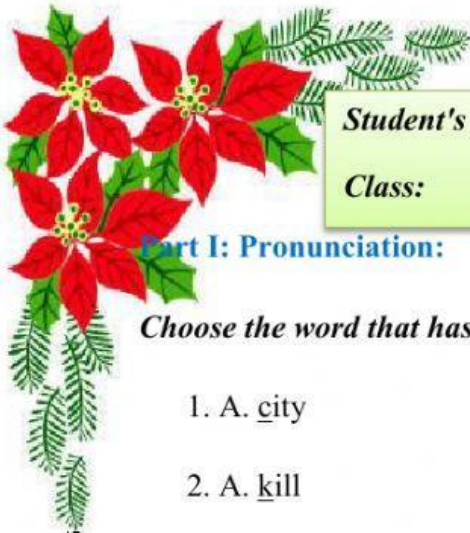 Student's
Class:
Part I: Pronunciation:
Choose the word that has
1. A. city
2. A. kill